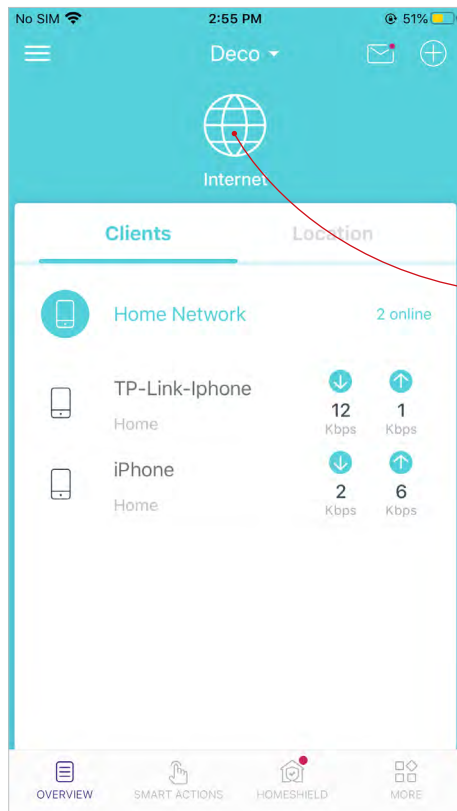 No SIM 2:55 PM 51%
Deco
Internet
Clients Location
Home Network 2 online
TP-Link-Iphone
12 1
Home Kbps Kbps
iPhone
2 6
Home Kbps Kbps
OVERVIEW SMART ACTIONS HOMESHIELD MORE